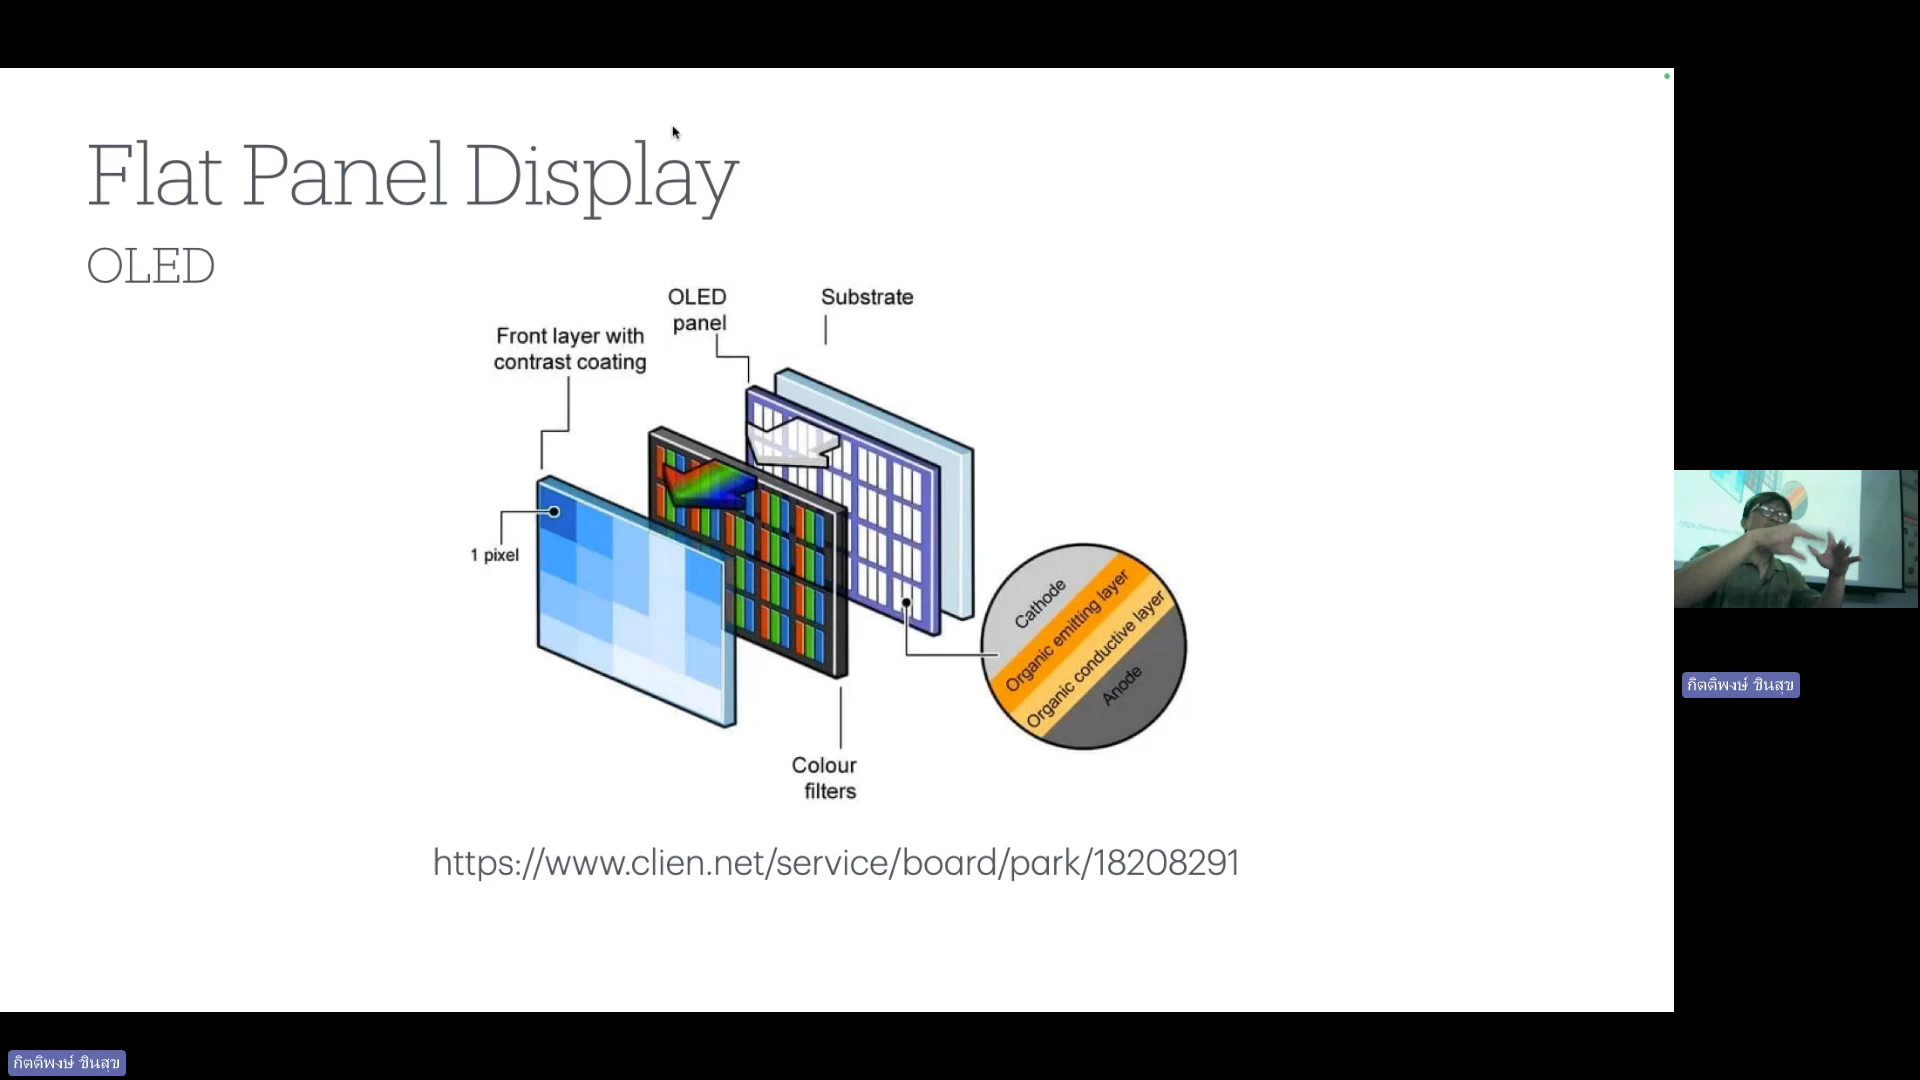 Flat Panel Display
OLED
OLED
panel
Substrate
Front layer with
contrast coating
1 pixel
Cathode
Organic emitting layer
Organic conductive layer
Anode
Colour
filters
https://www.clien.net/service/board/park/18208291
กิตติพงษ์ ชินสุข
กิตติพงษ์ ชินสุข